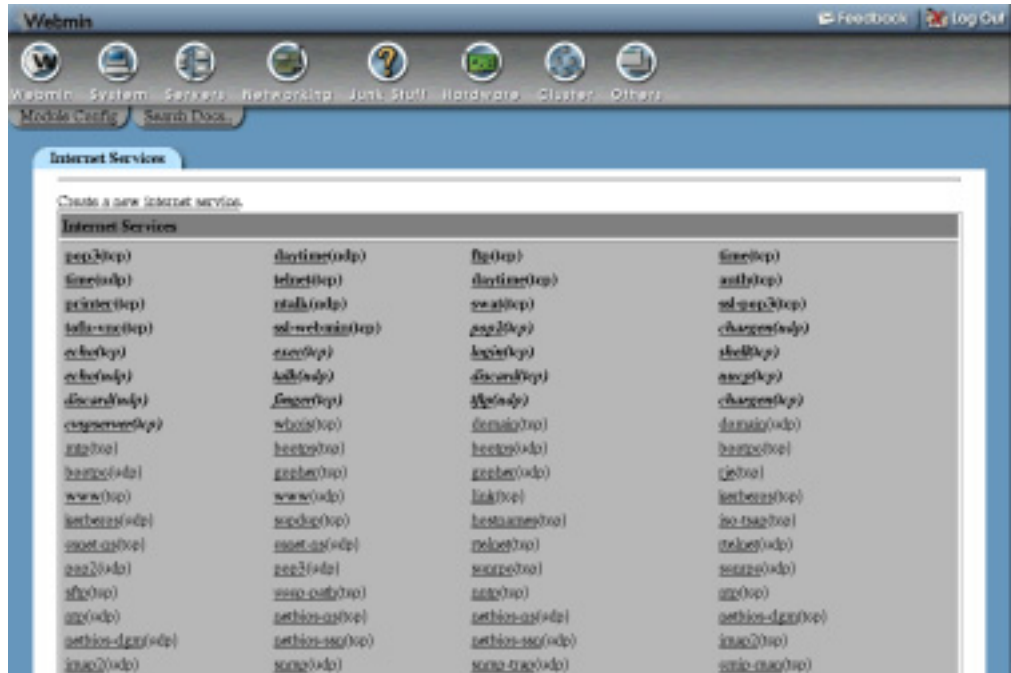 Webmin
Feedback Log Out
Webmin System Servers Networking Junk Stuff Hardware Cluster Others
Module Config Search Docs..
Internet Services
Create a new internet service.
Internet Services
pop3(tcp) daytime(udp) ftp(tcp) time(tcp)
time(udp) telnet(tcp) daytime(tcp) auth(tcp)
printer(tcp) ntalk(udp) swat(tcp) ssl-pop3(tcp)
ssl-webmin(tcp) pop2(tcp) chargen(udp)
echo(tcp) exec(tcp) login(tcp) shell(tcp)
echo(udp) talk(udp) discard(tcp)
discard(udp) finger(tcp) tftp(udp) chargen(tcp)
cvspserver(tcp) whois(tcp) domain(tcp) domain(udp)
mtp(tcp) bootps(tcp) bootps(udp) bootpc(tcp)
bootpc(udp) gopher(tcp) gopher(udp) rje(tcp)
www(tcp) www(udp) link(tcp) kerberos(tcp)
kerberos(udp) supdup(tcp) hostnames(tcp) iso-tsap(tcp)
csnet-ns(tcp) csnet-ns(udp) rtelnet(tcp) rtelnet(udp)
pop2(udp) pop3(udp) sunrpc(tcp) sunrpc(udp)
sftp(tcp) uucp-path(tcp) nntp(tcp) ntp(tcp)
ntp(udp) netbios-ns(tcp) netbios-ns(udp) netbios-dgm(tcp)
netbios-dgm(udp) netbios-ssn(tcp) netbios-ssn(udp) imap2(tcp)
imap2(udp) snmp(udp) snmp-trap(udp) cmip-man(tcp)